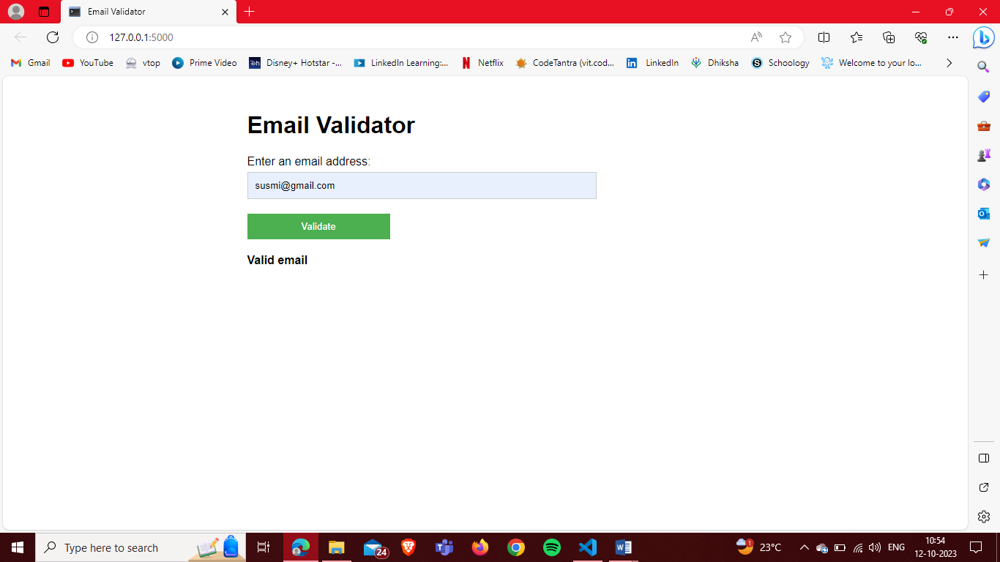 Email Validator
127.0.0.1:5000
Gmail YouTube vtop Prime Video Disney+ Hotstar -... LinkedIn Learning:... Netflix CodeTantra (vit.cod... LinkedIn Dhiksha Schoology Welcome to your lo...
Email Validator
Enter an email address:
susmi@gmail.com
Validate
Valid email
Type here to search 24 1 23°C ENG 10:54
12-10-2023